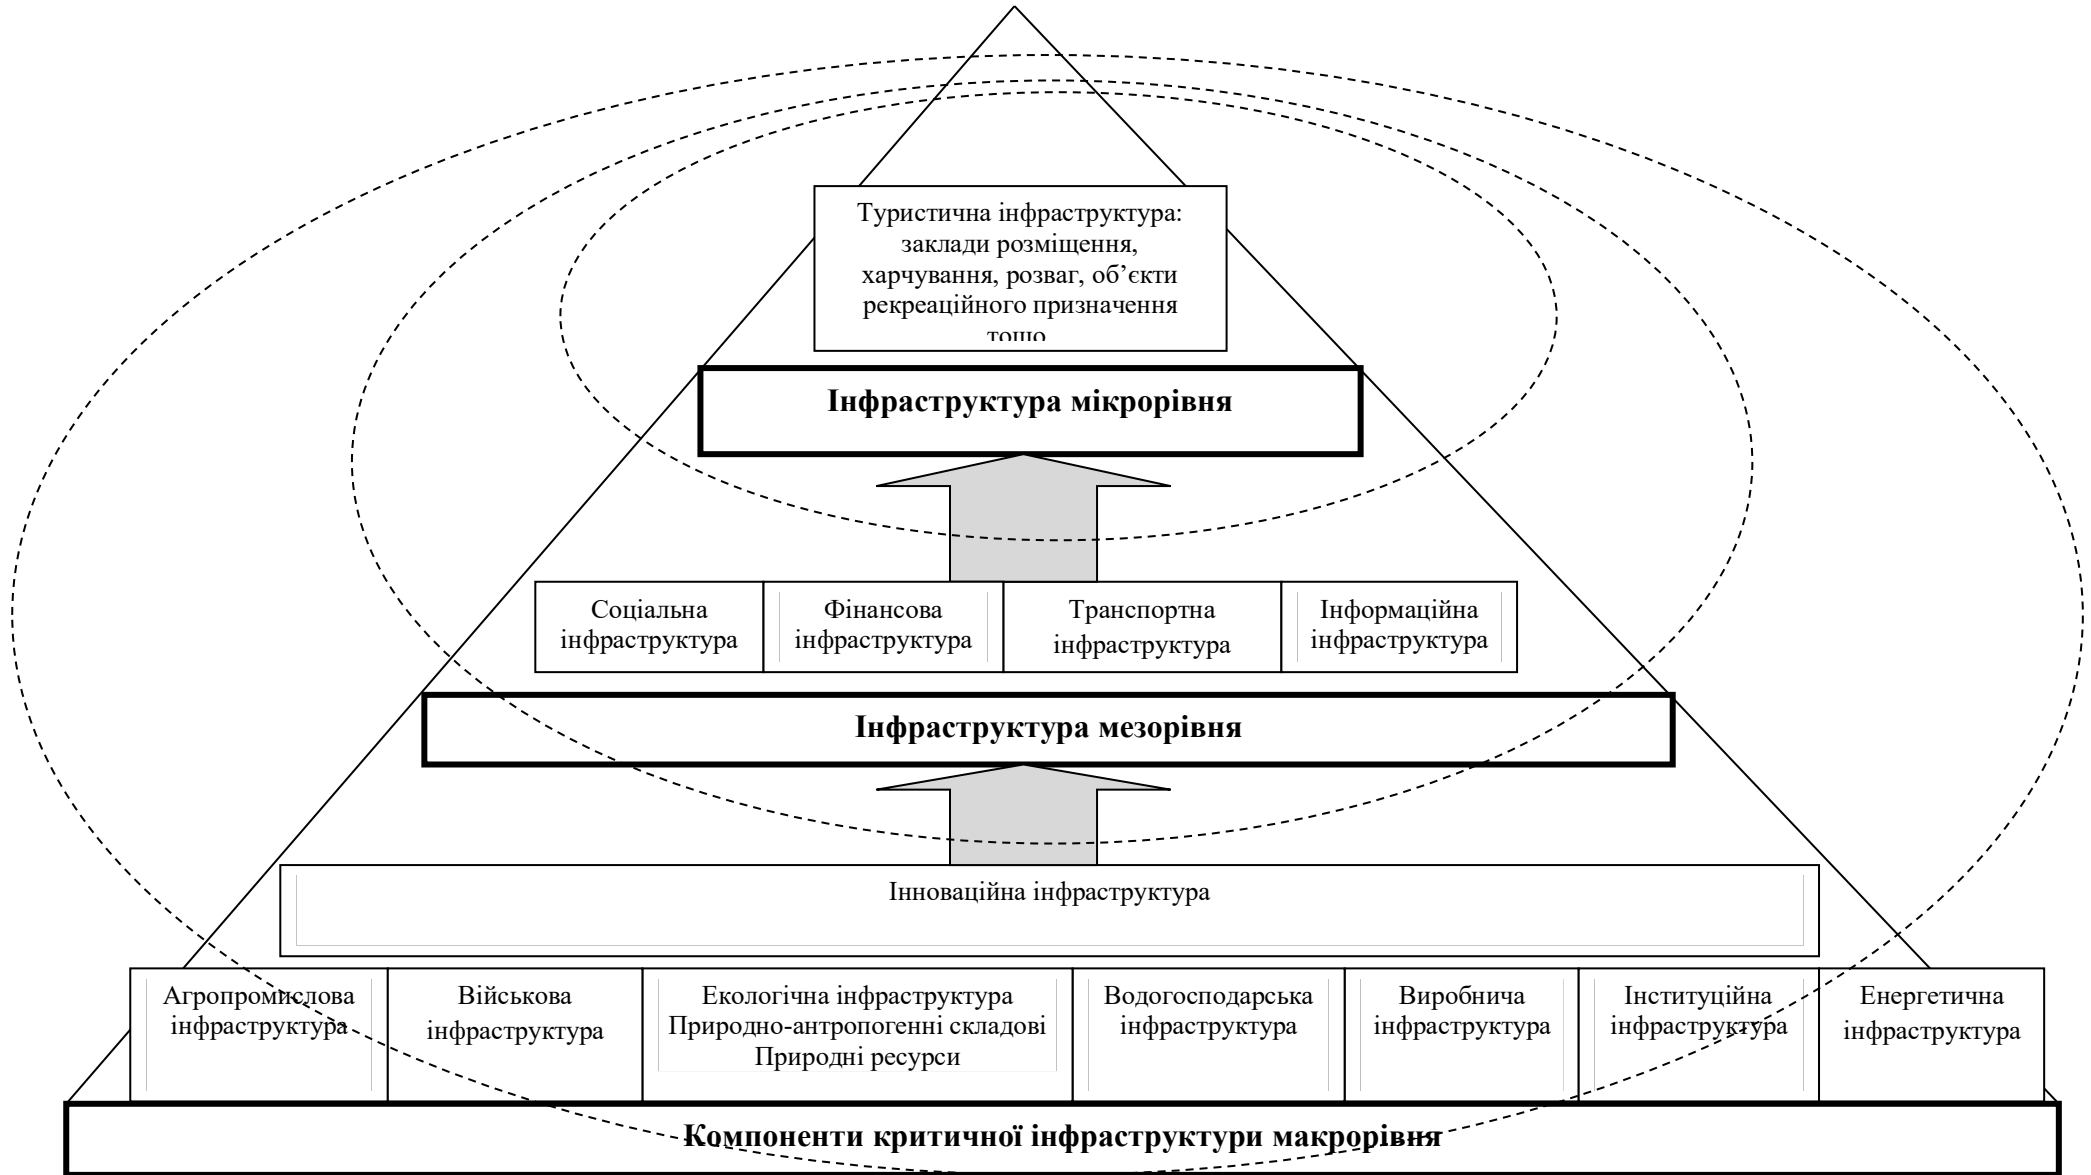 Туристична інфраструктура:
заклади розміщення,
харчування, розваг, об’єкти
рекреаційного призначення
тощо
Інфраструктура мікрорівня
Соціальна
інфраструктура
Фінансова
інфраструктура
Транспортна
інфраструктура
Інформаційна
інфраструктура
Інфраструктура мезорівня
Інноваційна інфраструктура
Агропромислова
інфраструктура
Військова
інфраструктура
Екологічна інфраструктура
Природно-антропогенні складові
Природні ресурси
Водогосподарська
інфраструктура
Виробнича
інфраструктура
Інституційна
інфраструктура
Енергетична
інфраструктура
Компоненти критичної інфраструктури макрорівня